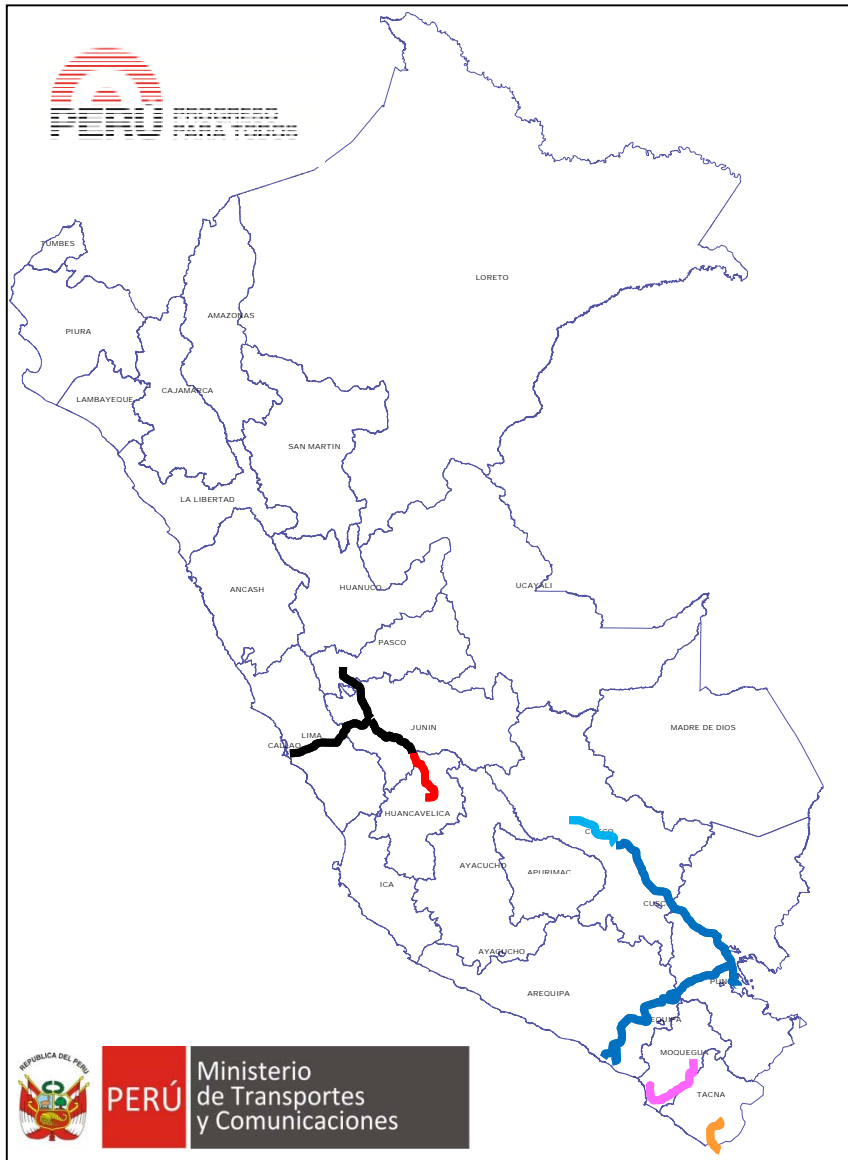 PERÚ PROGRESO
PARA TODOS
TUMBES
LORETO
AMAZONAS
PIURA
CAJAMARCA
LAMBAYEQUE
SAN MARTIN
LA LIBERTAD
ANCASH
HUANUCO
UCAYALI
PASCO
MADRE DE DIOS
JUNIN
LIMA
CALLAO
HUANCAVELICA
CUSCO
AYACUCHO
APURIMAC
ICA
CUSCO
AYACUCHO
PUNO
AREQUIPA
EQUIPA
MOQUEGUA
TACNA
REPUBLICA DEL PERU
PERÚ
Ministerio
de Transportes
y Comunicaciones